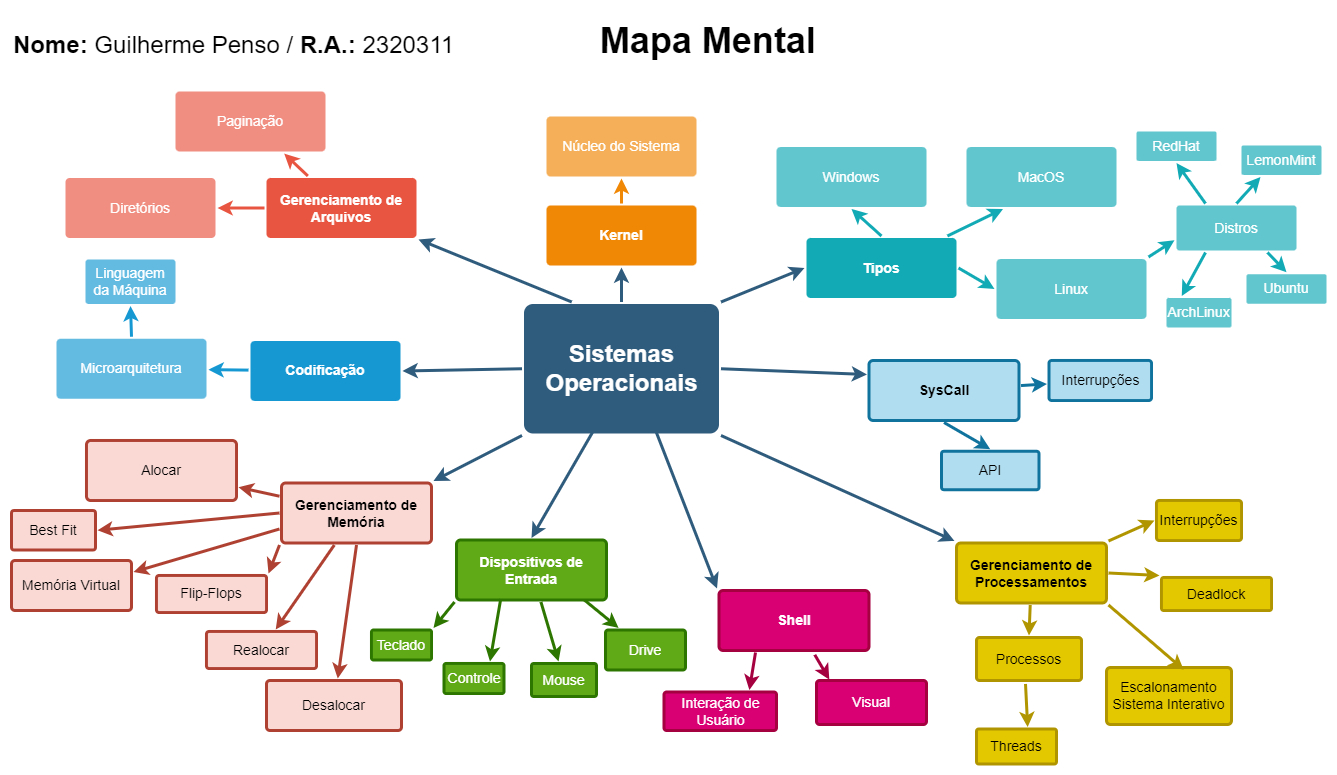 Nome: Guilherme Penso / R.A.: 2320311
Mapa Mental
Paginação
Diretórios
Gerenciamento de
Arquivos
Linguagem
da Máquina
Microarquitetura
Codificação
Núcleo do Sistema
Kernel
Windows
MacOS
Tipos
Linux
RedHat
LemonMint
Distros
Ubuntu
ArchLinux
Sistemas
Operacionais
SysCall
Interrupções
API
Alocar
Gerenciamento de
Memória
Best Fit
Memória Virtual
Flip-Flops
Realocar
Desalocar
Dispositivos de
Entrada
Teclado
Controle
Mouse
Drive
Shell
Interação de
Usuário
Visual
Gerenciamento de
Processamentos
Interrupções
Deadlock
Processos
Escalonamento
Sistema Interativo
Threads